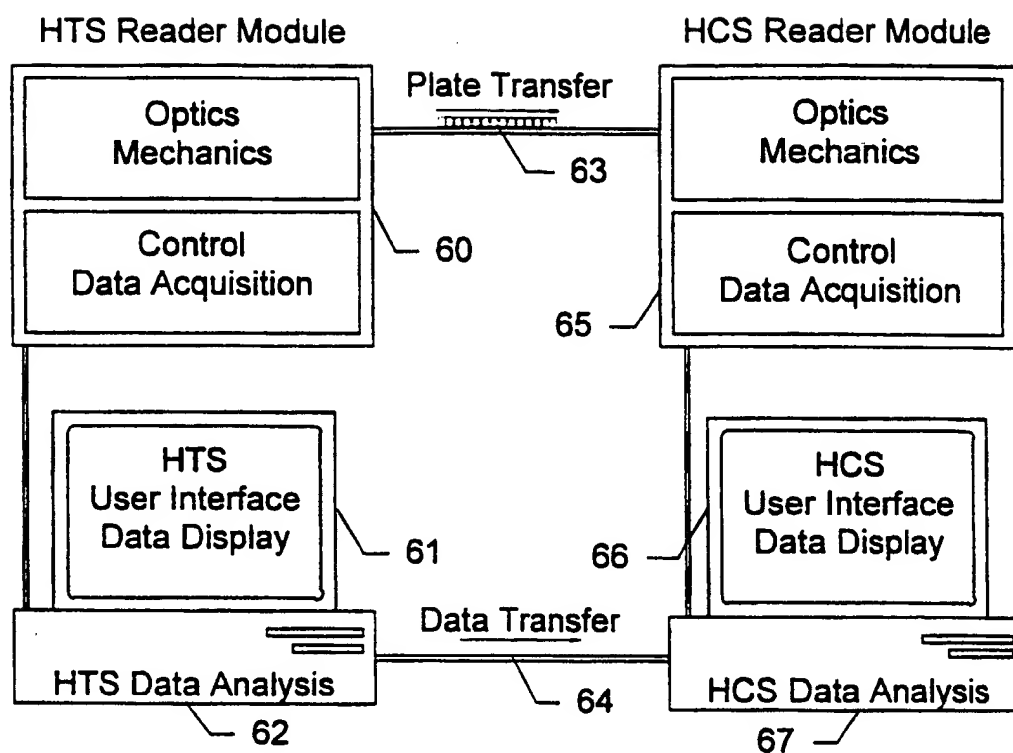 HTS Reader Module
HCS Reader Module
Plate Transfer
Optics
Mechanics
Control
Data Acquisition
63
60
Optics
Mechanics
Control
Data Acquisition
65
HTS
User Interface
Data Display
61
HCS
User Interface
Data Display
66
Data Transfer
HTS Data Analysis
62
64
HCS Data Analysis
67